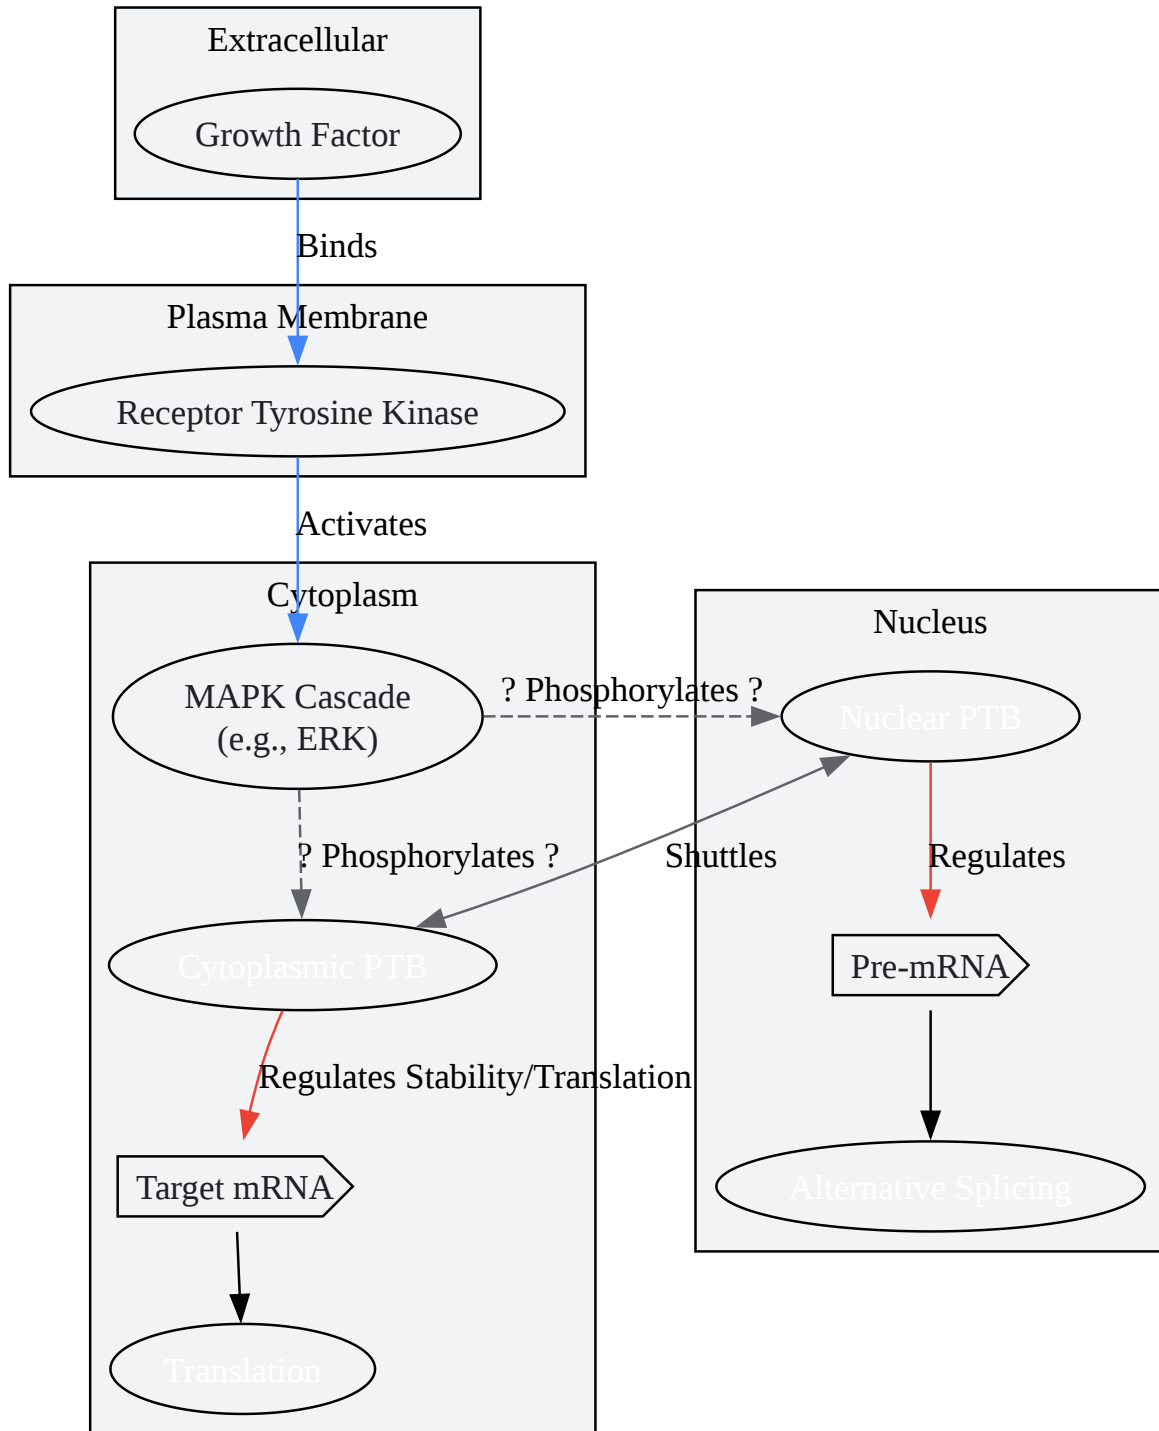 Extracellular
Growth Factor
Binds
Plasma Membrane
Receptor Tyrosine Kinase
Activates
Cytoplasm
Nucleus
MAPK Cascade
(e.g., ERK)
? Phosphorylates ?
Nuclear PTB
? Phosphorylates ?
Shuttles
Regulates
Cytoplasmic PTB
Pre-mRNA
Regulates Stability/Translation
Target mRNA
Alternative Splicing
Translation